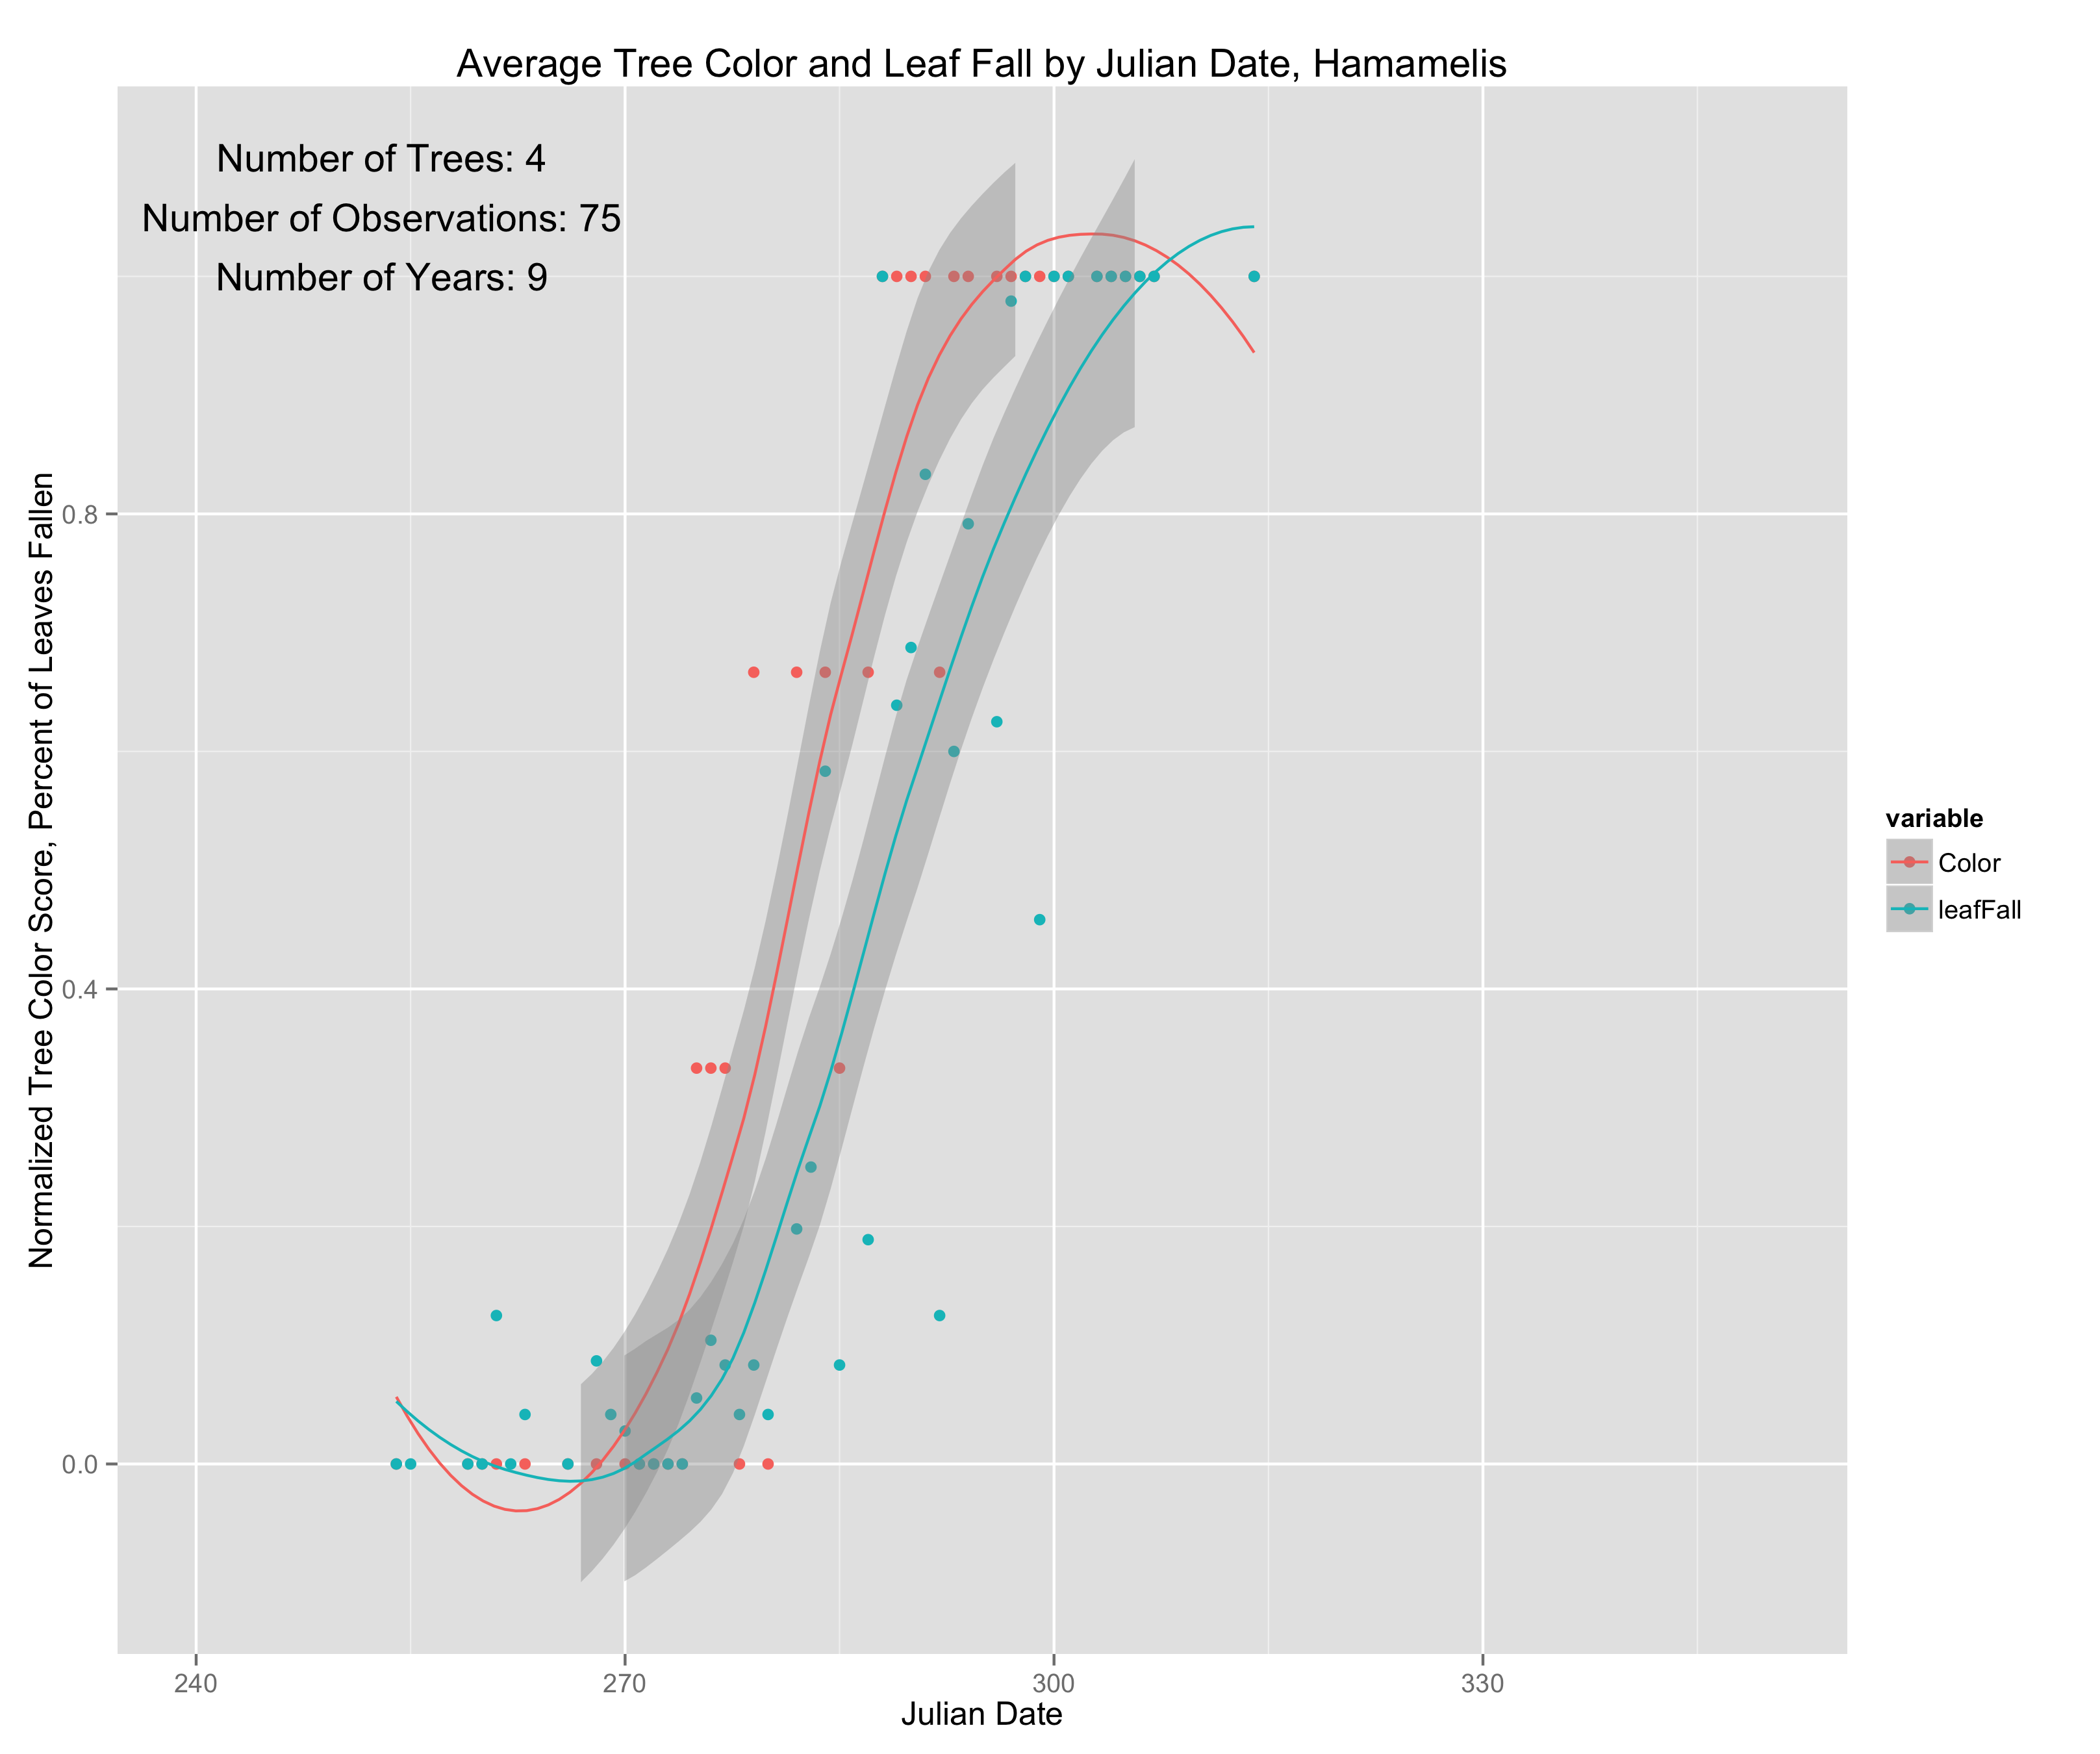 Average Tree Color and Leaf Fall by Julian Date, Hamamelis
Number of Trees: 4
Number of Observations: 75
Number of Years: 9
Normalized Tree Color Score, Percent of Leaves Fallen
0.8
0.4
0.0
240
270
300
330
Julian Date
variable
Color
leafFall